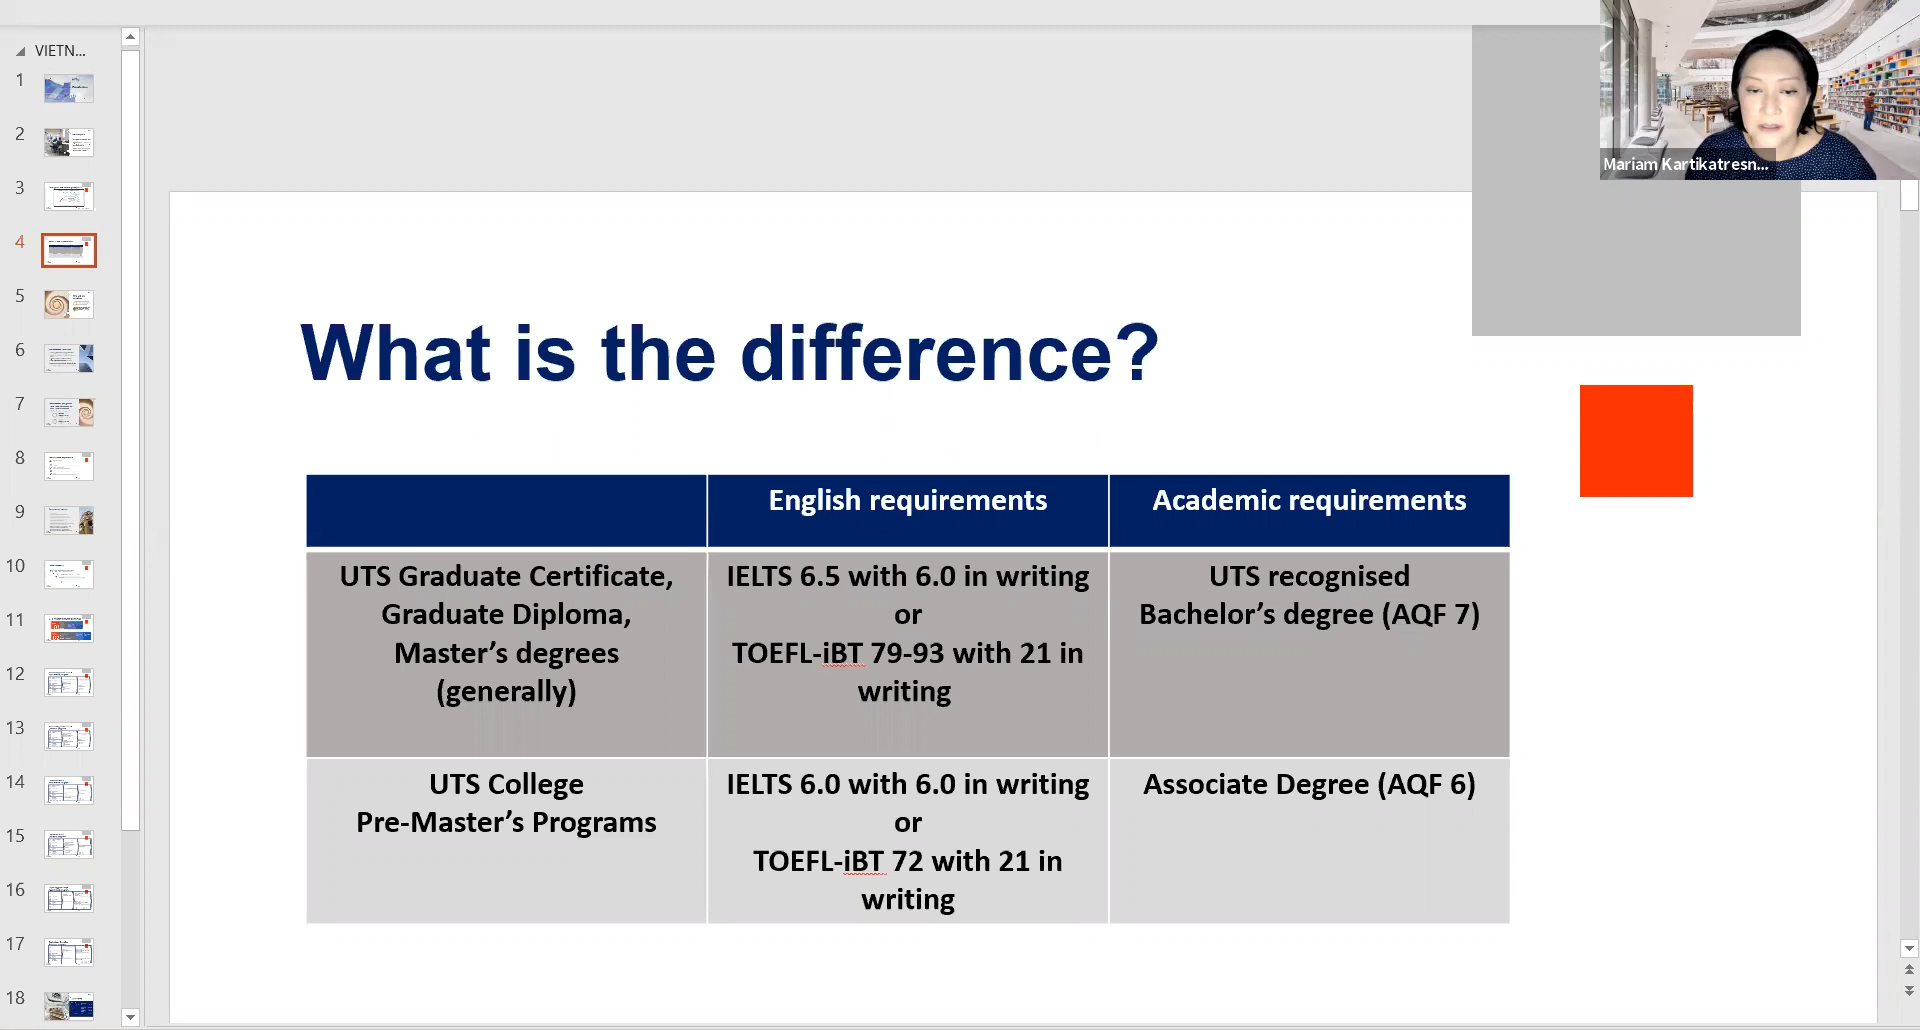 VIETN...
1
2
3
4
5
6
7
8
9
10
11
12
13
14
15
16
17
18
Mariam Kartikatresn...
What is the difference?
English requirements
Academic requirements
UTS Graduate Certificate,
Graduate Diploma,
Master’s degrees
(generally)
IELTS 6.5 with 6.0 in writing
or
TOEFL-iBT 79-93 with 21 in
writing
UTS recognised
Bachelor’s degree (AQF 7)
UTS College
Pre-Master’s Programs
IELTS 6.0 with 6.0 in writing
or
TOEFL-iBT 72 with 21 in
writing
Associate Degree (AQF 6)